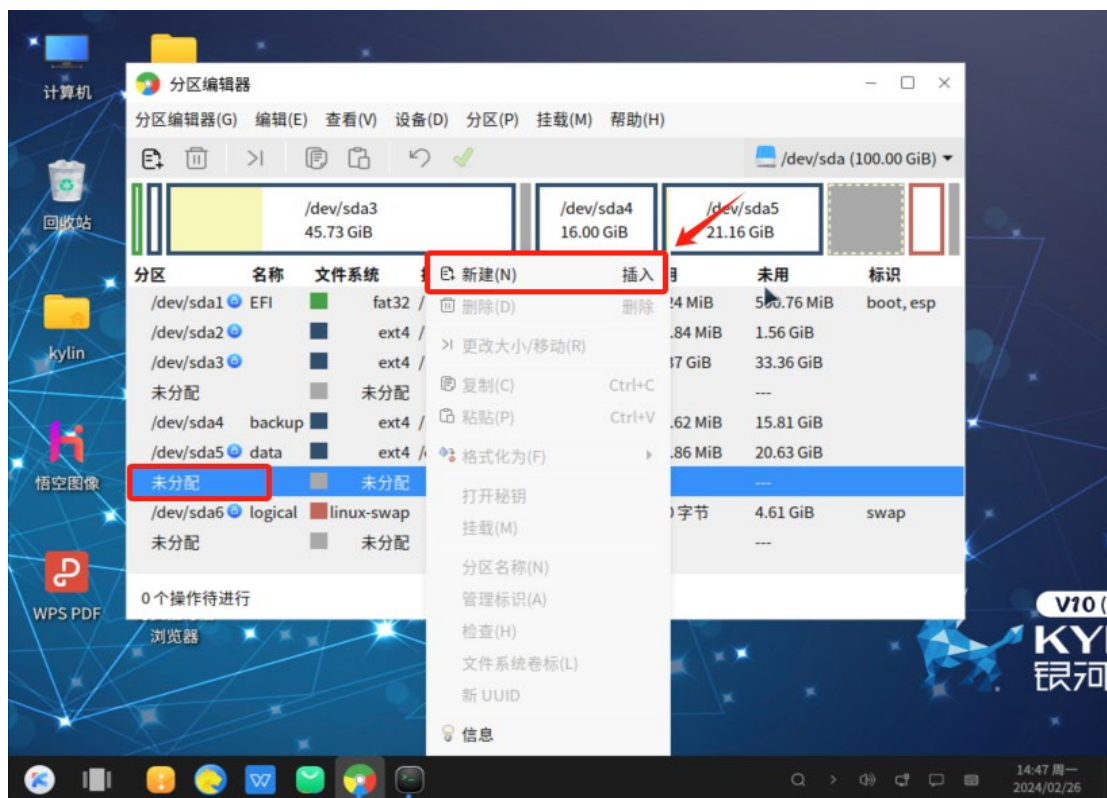 计算机
回收站
kylin
悟空图像
WPS PDF
浏览器
分区编辑器
分区编辑器(G) 编辑(E) 查看(V) 设备(D) 分区(P) 挂载(M) 帮助(H)
/dev/sda (100.00 GiB)
/dev/sda3 /dev/sda4 /dev/sda5
45.73 GiB 16.00 GiB 21.16 GiB
分区 名称 文件系统 未用 标识
/dev/sda1 EFI fat32 / MiB MiB boot, esp
/dev/sda2 ext4 / .84 MiB 1.56 GiB
/dev/sda3 ext4 / GiB 33.36 GiB
未分配 未分配 ---
/dev/sda4 backup ext4 / .62 MiB 15.81 GiB
/dev/sda5 data ext4 .86 MiB 20.63 GiB
未分配 未分配 ---
/dev/sda6 logical linux-swap 字节 4.61 GiB swap
未分配 未分配 ---
0个操作待进行
新建(N) 插入
删除(D) 删除
更改大小/移动(R)
复制(C) Ctrl+C
粘贴(P) Ctrl+V
格式化为(F)
打开秘钥
挂载(M)
分区名称(N)
管理标识(A)
检查(H)
文件系统卷标(L)
新 UUID
信息
V10 (
KY
银河
14:47 周一
2024/02/26